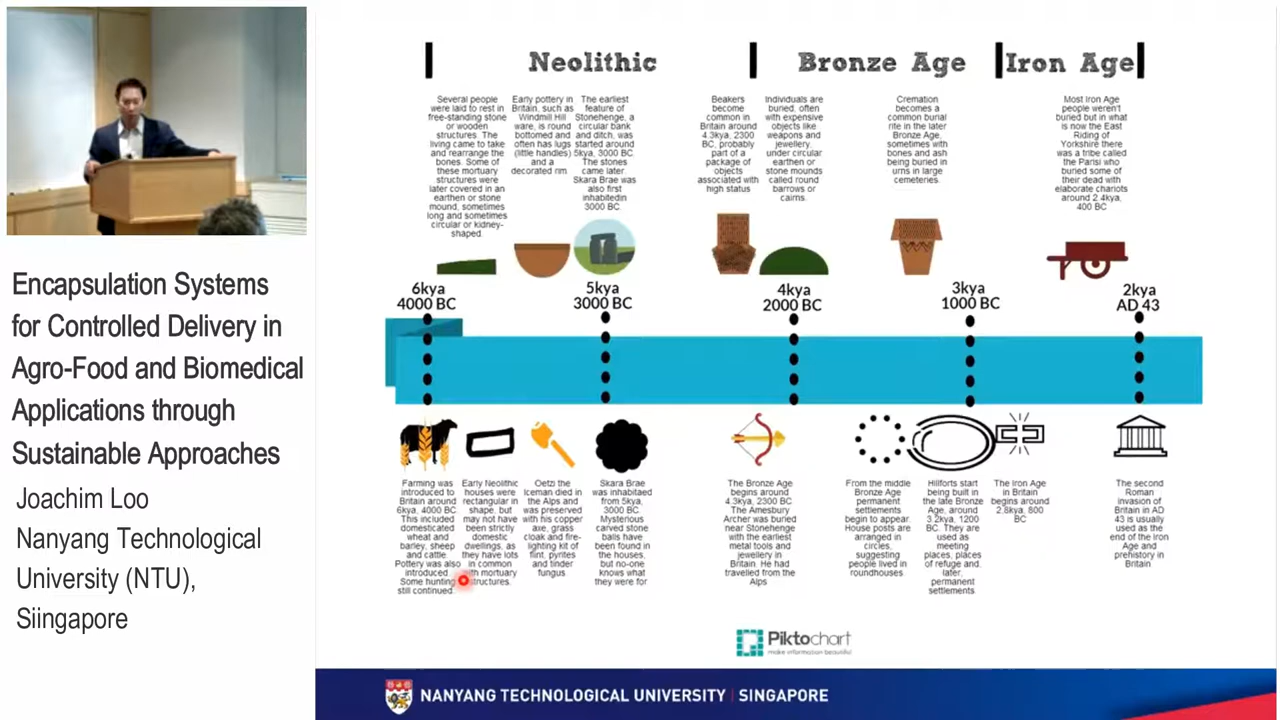 Encapsulation Systems
for Controlled Delivery in
Agro-Food and Biomedical
Applications through
Sustainable Approaches
Joachim Loo
Nanyang Technological
University (NTU),
Siingapore
Neolithic
Bronze Age
Iron Age
Several people
were laid to rest in
free-standing stone
or wooden
structures. The
living came to take
and rearrange the
bones. Some of
these mortuary
structures were
later covered in an
earthen or stone
mound, sometimes
long and sometimes
circular or kidney-
shaped.
Early pottery in
Britain, such as
Windmill Hill
ware, is round
bottomed and
often has lugs
(little handles)
and a
decorated rim
The earliest
feature of
Stonehenge, a
circular bank
and ditch, was
started around
5kya, 3000 BC.
The stones
came later.
Skara Brae was
also first
inhabitedin
3000 BC.
Beakers
become
common in
Britain around
4.3kya, 2300
BC, probably
part of a
package of
objects
associated with
high status
Individuals are
buried, often
with expensive
objects like
weapons and
jewellery,
under circular
earthen or
stone mounds
called round
barrows or
cairns.
Cremation
becomes a
common burial
rite in the later
Bronze Age,
sometimes with
bones and ash
being buried in
urns in large
cemeteries.
Most Iron Age
people weren't
buried but in what
is now the East
Riding of
Yorkshire there
was a tribe called
the Parisi who
buried some of
their dead with
elaborate chariots
around 2.4kya,
400 BC
6kya
4000 BC
5kya
3000 BC
4kya
2000 BC
3kya
1000 BC
2kya
AD 43
Farming was
introduced to
Britain around
6kya, 4000 BC.
This included
domesticated
wheat and
barley, sheep
and cattle.
Pottery was also
introduced.
Some hunting
still continued.
Early Neolithic
houses were
rectangular in
shape, but
may not have
been strictly
domestic
dwellings, as
they have lots
in common
mortuary
structures.
Oetzi the
Iceman died in
the Alps and
was preserved
with his copper
axe, grass
cloak and fire-
lighting kit of
flint, pyrites
and tinder
fungus
Skara Brae
was inhabitaed
from 5kya,
3000 BC.
Mysterious
carved stone
balls have
been found in
the houses,
but no-one
knows what
they were for
The Bronze Age
begins around
4.3kya, 2300 BC
The Amesbury
Archer was buried
near Stonehenge
with the earliest
metal tools and
jewellery in
Britain. He had
travelled from the
Alps
From the middle
Bronze Age
permanent
settlements
begin to appear.
House posts are
arranged in
circles,
suggesting
people lived in
roundhouses.
Hillforts start
being built in
the late Bronze
Age, around
3.2kya, 1200
BC. They are
used as
meeting
places, places
of refuge and,
later,
permanent
settlements.
The Iron Age
in Britain
begins around
2.8kya, 800
BC
The second
Roman
invasion of
Britain in AD
43 is usually
used as the
end of the Iron
Age and
prehistory in
Britain
Piktochart
make information beautiful
NANYANG TECHNOLOGICAL UNIVERSITY | SINGAPORE